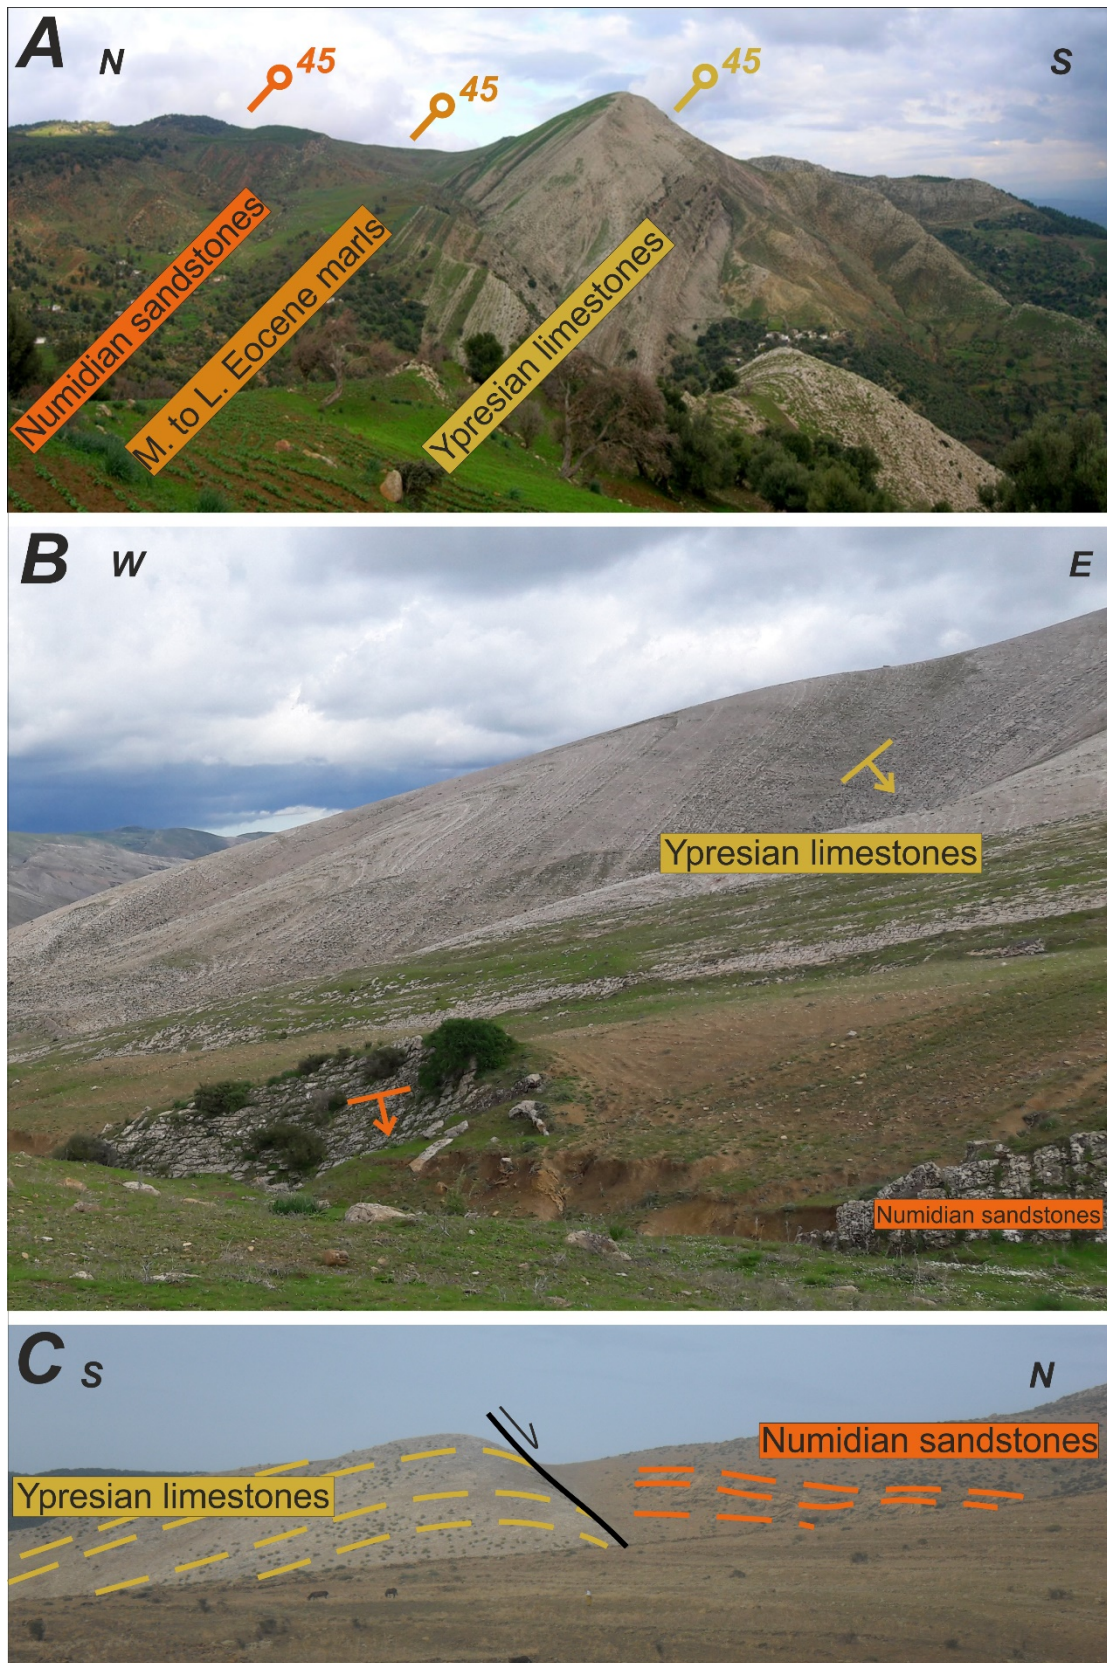 A
N
45
45
45
S
Numidian sandstones
M. to L. Eocene marls
Ypresian limestones
B
W
E
Ypresian limestones
Numidian sandstones
C
S
N
Numidian sandstones
Ypresian limestones